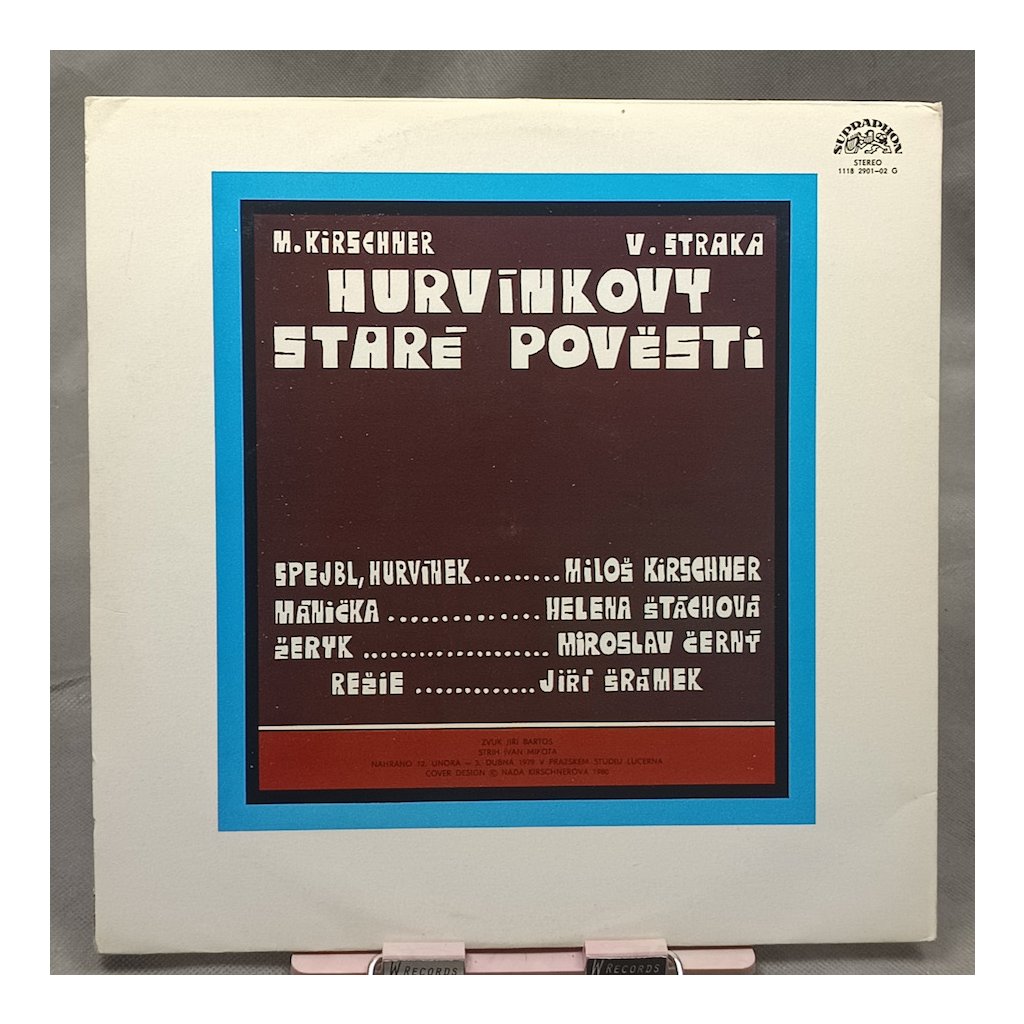 SUPRAPHON
STEREO
1118 2901–02 G
M. KIRSCHNER V. STRAKA
HURVÍNKOVY
STARÉ POVĚSTI
SPEJBL, HURVÍNEK.........MILOŠ KIRSCHNER
MÁNIČKA ..............HELENA ŠTÁCHOVÁ
ŽERYK ....................MIROSLAV ČERNÝ
REŽIE .............JIŘÍ ŠRÁMEK
ZVUK JIŘÍ BARTOŠ
STŘIH IVAN MIKOTA
NAHRÁNO 12. ÚNORA – 3. DUBNA 1979 V PRAŽSKÉM STUDIU LUCERNA
COVER DESIGN © NAĎA KIRSCHNEROVÁ 1980
W RECORDS W RECORDS